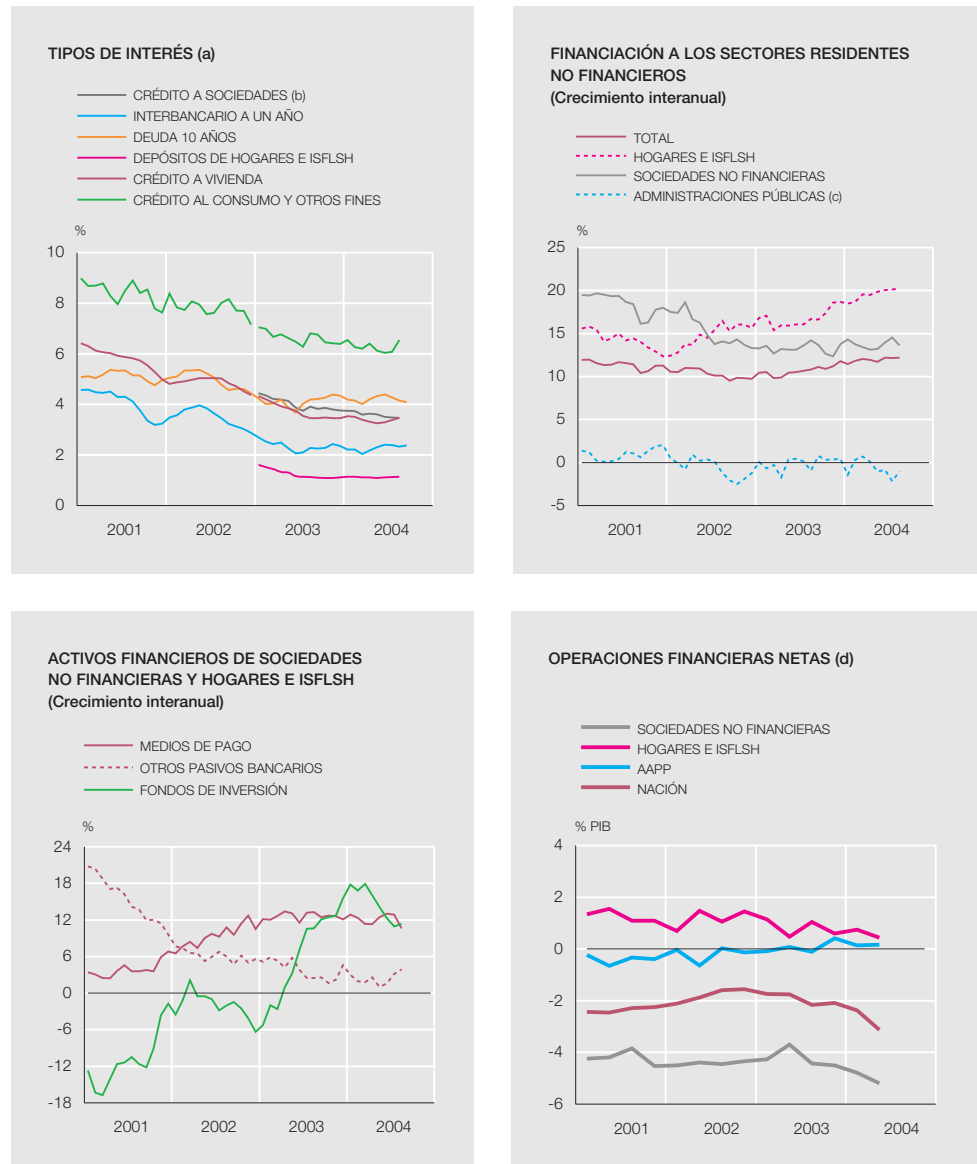 TIPOS DE INTERÉS (a)
CRÉDITO A SOCIEDADES (b)
INTERBANCARIO A UN AÑO
DEUDA 10 AÑOS
DEPÓSITOS DE HOGARES E ISFLSH
CRÉDITO A VIVIENDA
CRÉDITO AL CONSUMO Y OTROS FINES
%
10
8
6
4
2
0
2001 2002 2003 2004
FINANCIACIÓN A LOS SECTORES RESIDENTES
NO FINANCIEROS
(Crecimiento interanual)
TOTAL
HOGARES E ISFLSH
SOCIEDADES NO FINANCIERAS
ADMINISTRACIONES PÚBLICAS (c)
%
25
20
15
10
5
0
-5
2001 2002 2003 2004
ACTIVOS FINANCIEROS DE SOCIEDADES
NO FINANCIERAS Y HOGARES E ISFLSH
(Crecimiento interanual)
MEDIOS DE PAGO
OTROS PASIVOS BANCARIOS
FONDOS DE INVERSIÓN
%
24
18
12
6
0
-6
-12
-18
2001 2002 2003 2004
OPERACIONES FINANCIERAS NETAS (d)
SOCIEDADES NO FINANCIERAS
HOGARES E ISFLSH
AAPP
NACIÓN
% PIB
4
2
0
-2
-4
-6
2001 2002 2003 2004